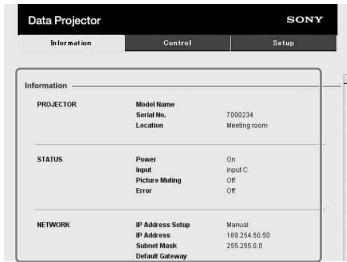 Data Projector
SONY
Information Control Setup
Information
PROJECTOR Model Name
Serial No. 7000234
Location Meeting room
STATUS Power On
Input Input C
Picture Muting Off
Error Off
NETWORK IP Address Setup Manual
IP Address 169.254.50.50
Subnet Mask 255.255.0.0
Default Gateway